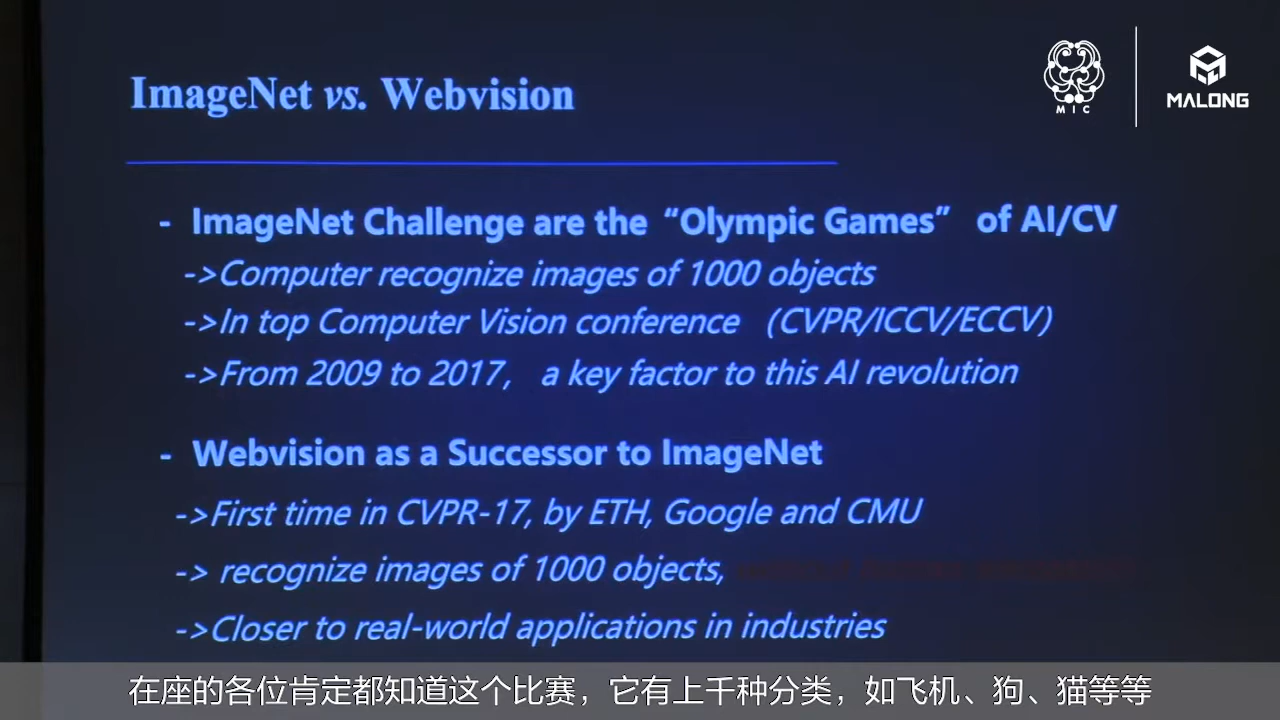 ImageNet vs. Webvision
MIC
MALONG
- ImageNet Challenge are the “Olympic Games” of AI/CV
->Computer recognize images of 1000 objects
->In top Computer Vision conference （CVPR/ICCV/ECCV）
->From 2009 to 2017， a key factor to this AI revolution
- Webvision as a Successor to ImageNet
->First time in CVPR-17, by ETH, Google and CMU
-> recognize images of 1000 objects,
->Closer to real-world applications in industries
在座的各位肯定都知道这个比赛，它有上千种分类，如飞机、狗、猫等等